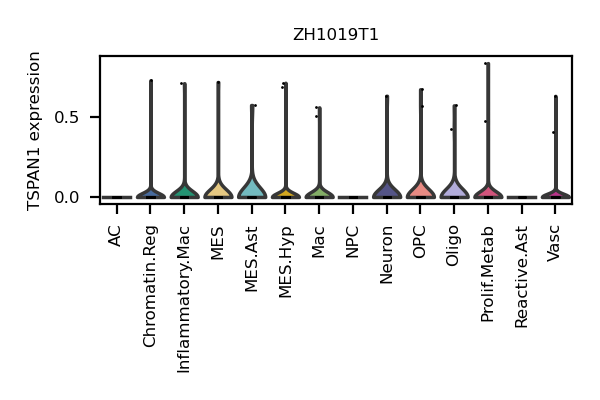 ZH1019T1
TSPAN1 expression
0.5
0.0
AC
Chromatin.Reg
Inflammatory.Mac
MES
MES.Ast
MES.Hyp
Mac
NPC
Neuron
OPC
Oligo
Prolif.Metab
Reactive.Ast
Vasc